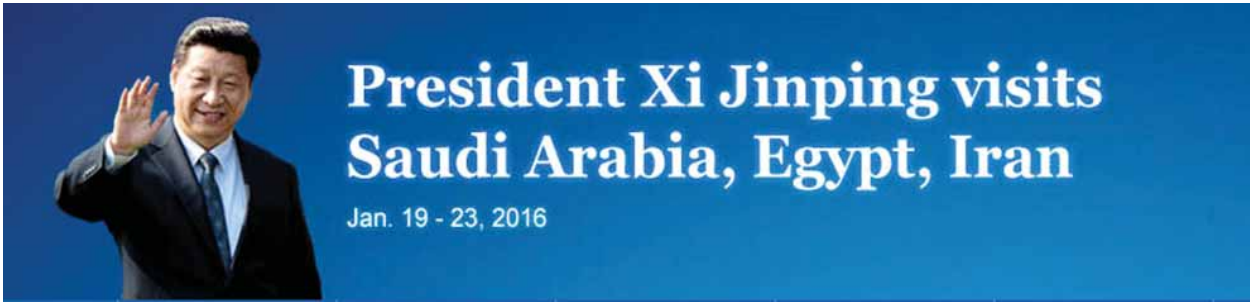 President Xi Jinping visits
Saudi Arabia, Egypt, Iran
Jan. 19 - 23, 2016